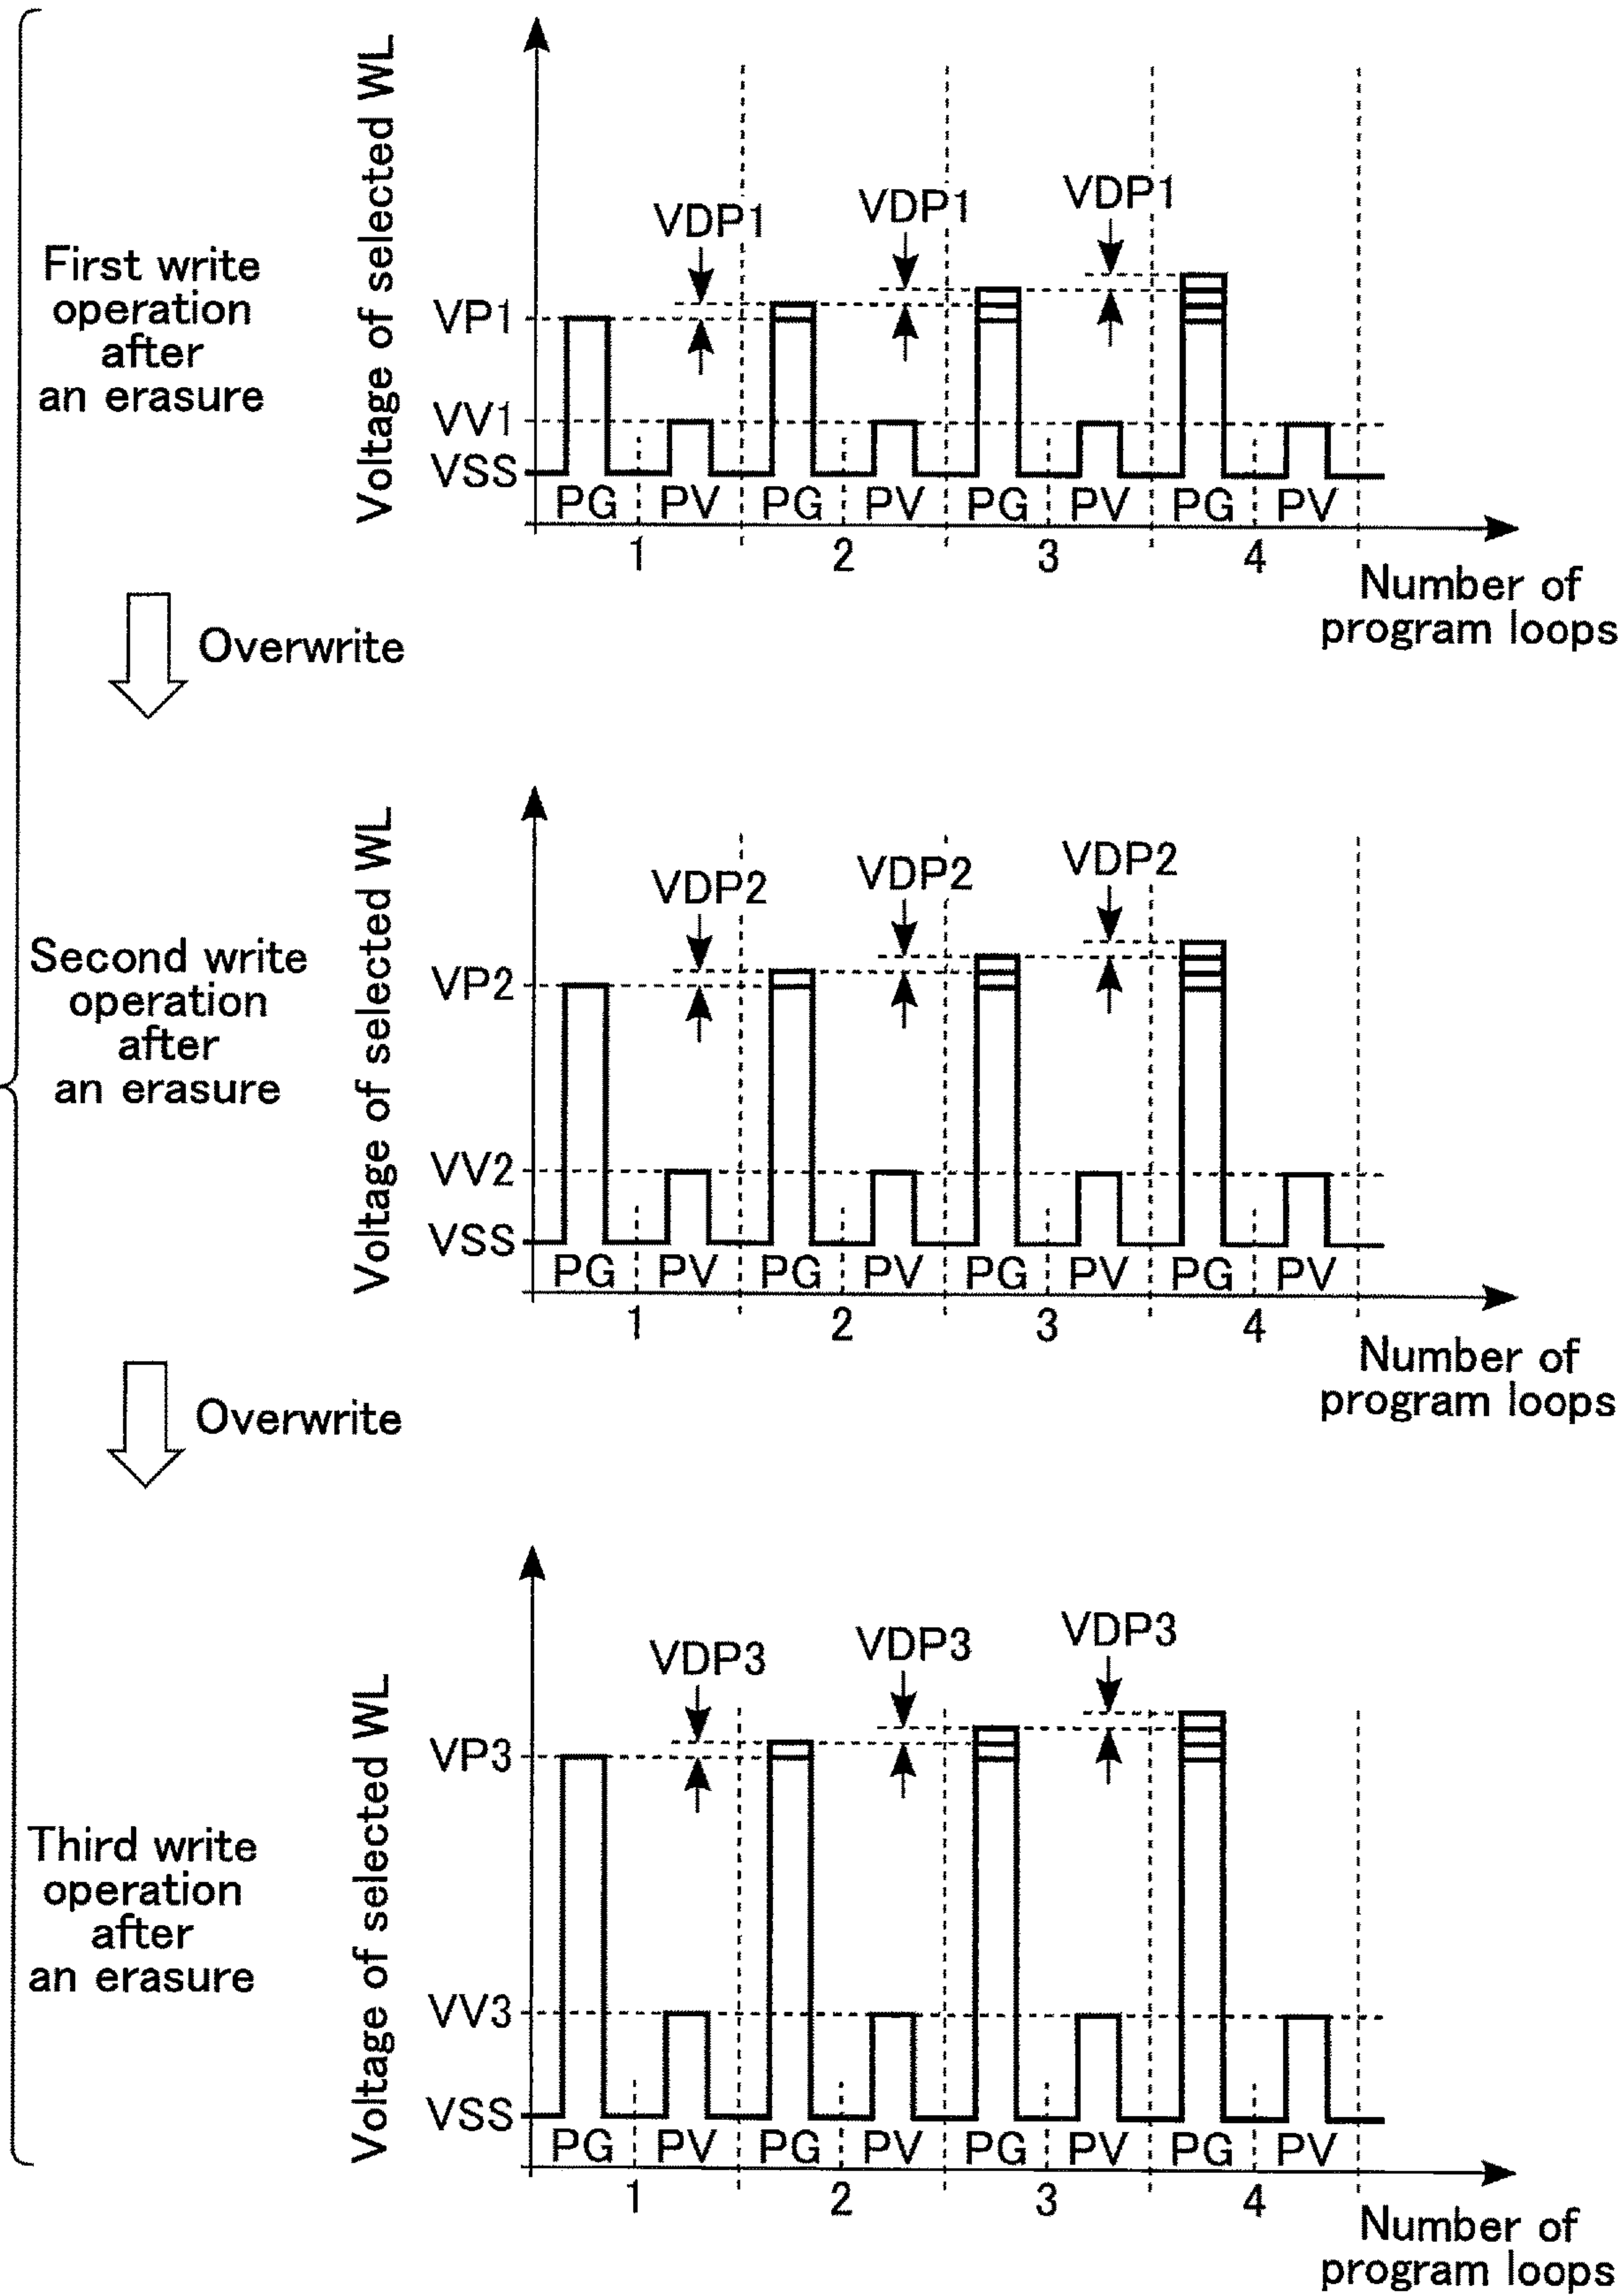 Voltage of selected WL
VDP1
VDP1
VDP1
First write
operation
after
an erasure
VP1
VV1
VSS
PG PV PG PV PG PV PG PV
1 2 3 4
Number of
program loops
Overwrite
Voltage of selected WL
VDP2
VDP2
VDP2
Second write
operation
after
an erasure
VP2
VV2
VSS
PG PV PG PV PG PV PG PV
1 2 3 4
Number of
program loops
Overwrite
Voltage of selected WL
VDP3
VDP3
VDP3
Third write
operation
after
an erasure
VP3
VV3
VSS
PG PV PG PV PG PV PG PV
1 2 3 4
Number of
program loops